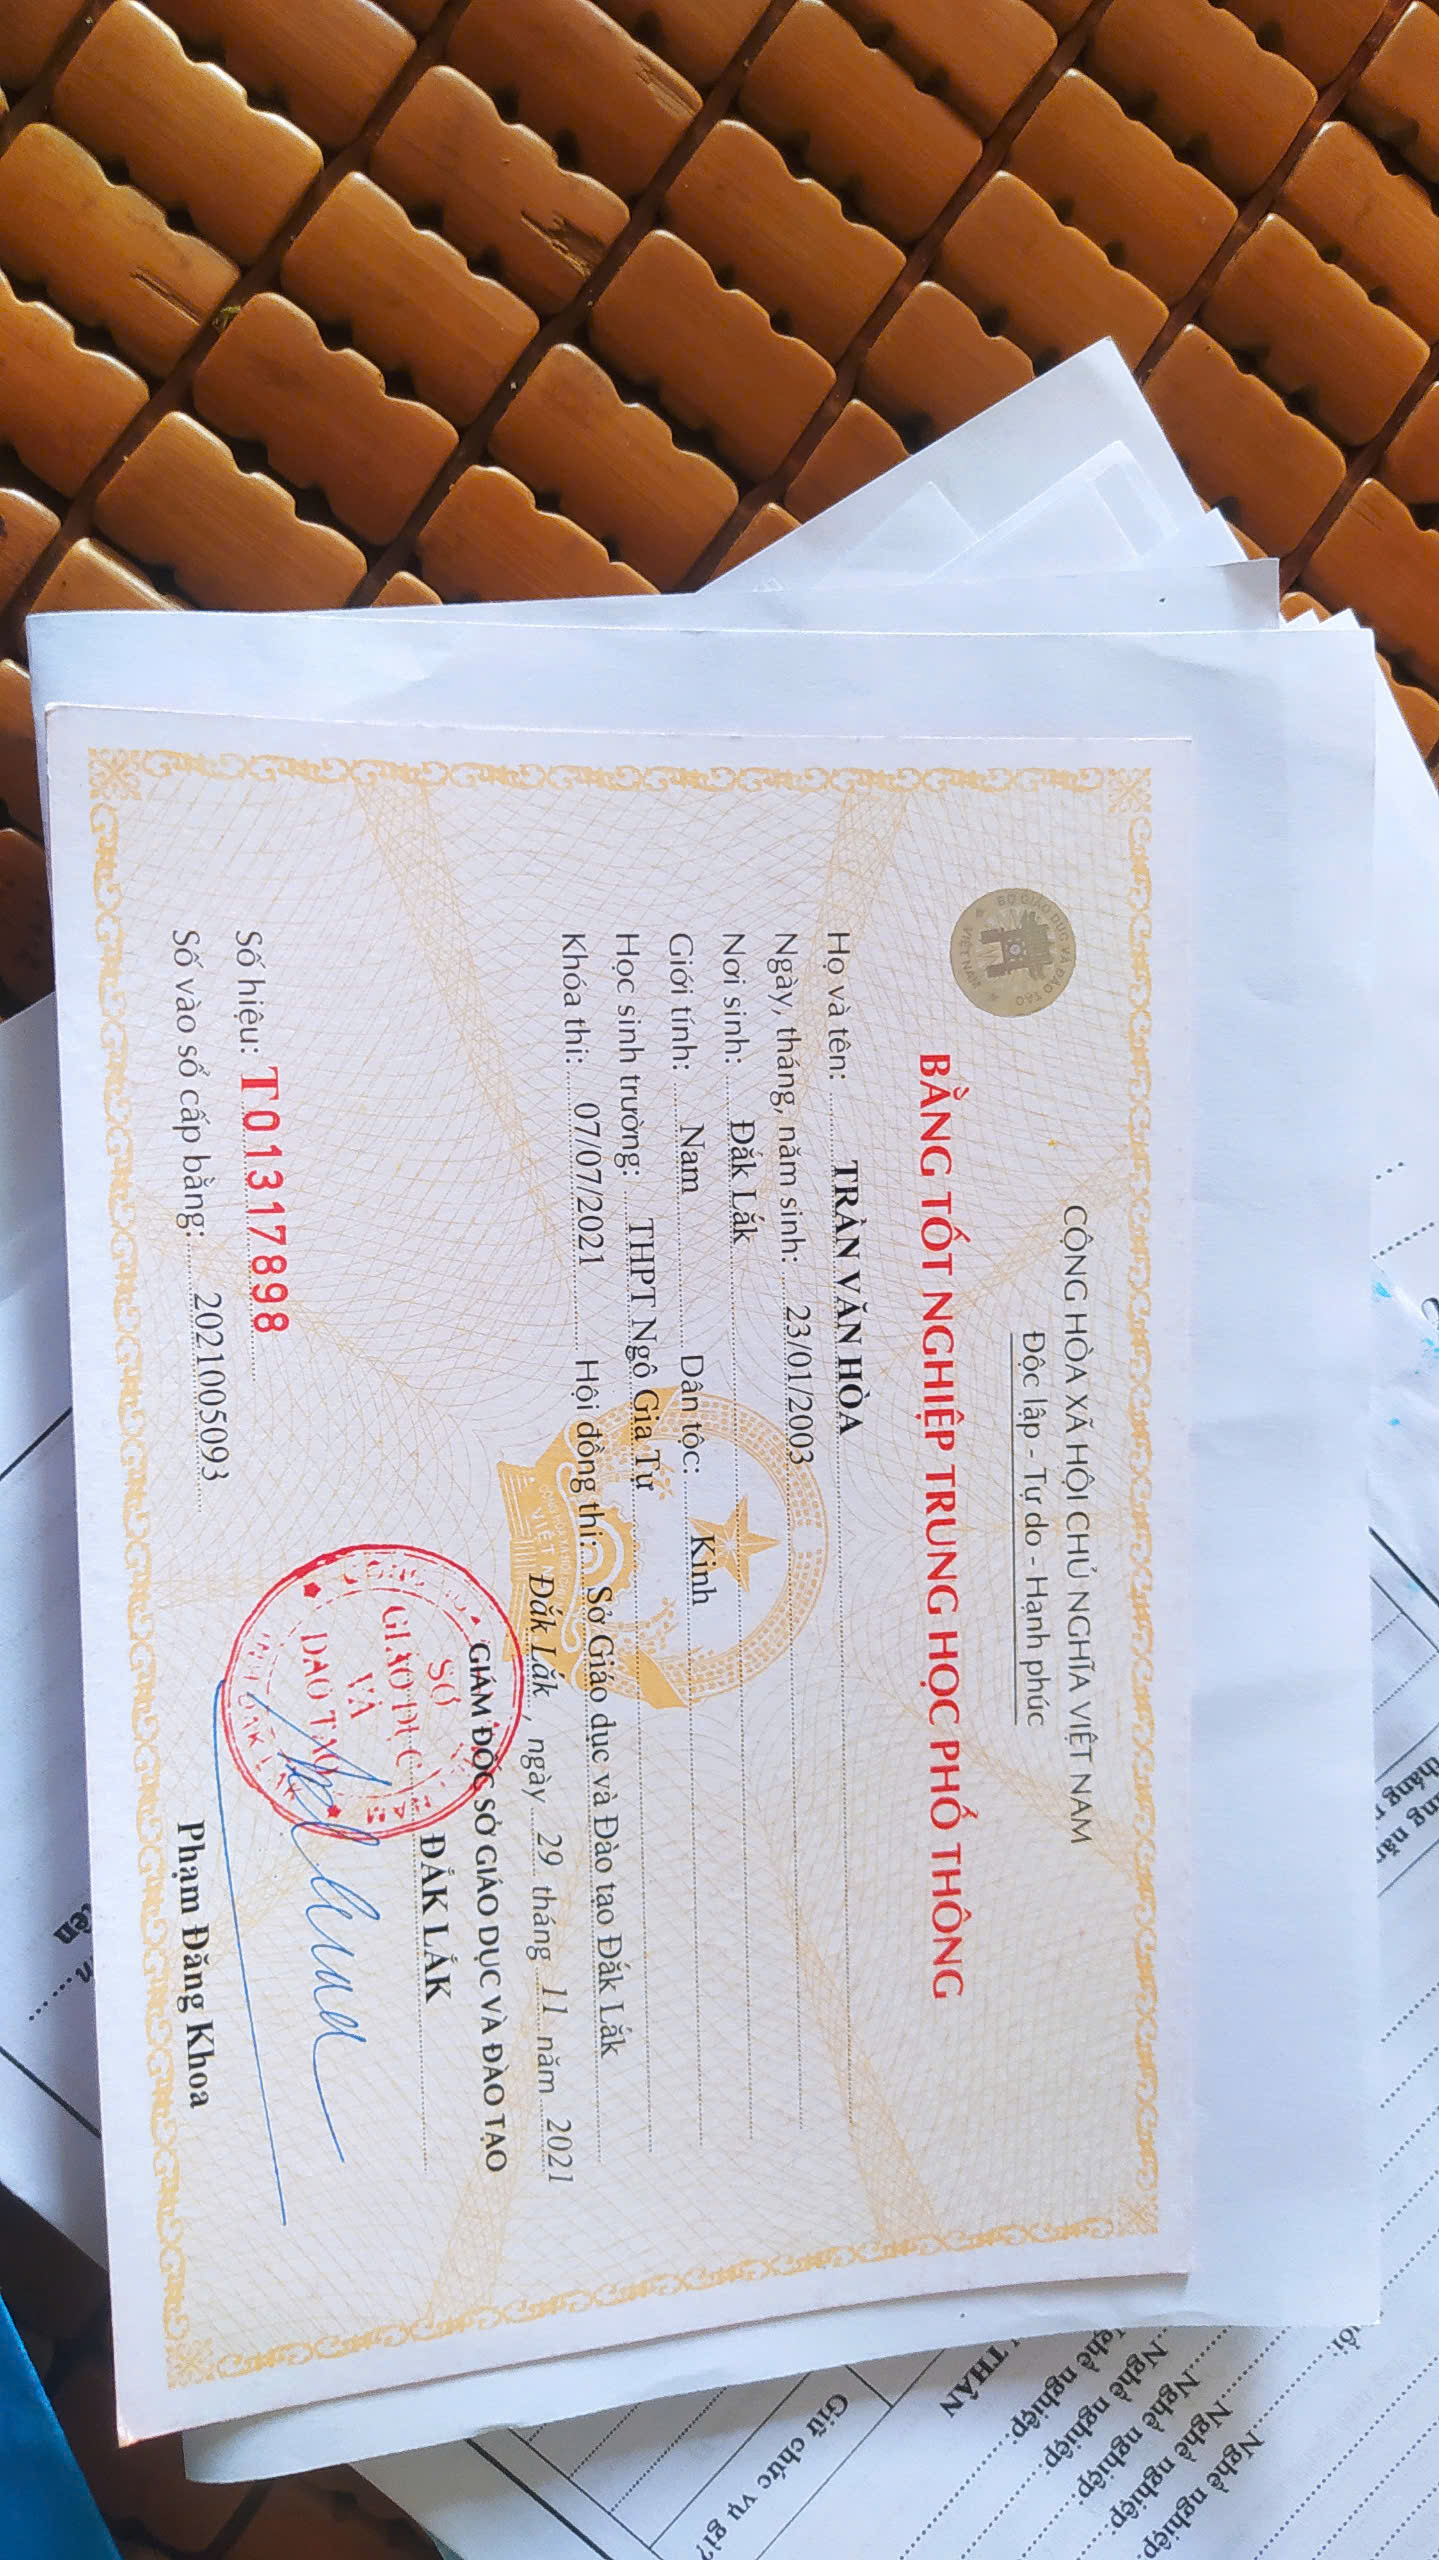 CỘNG HÒA XÃ HỘI CHỦ NGHĨA VIỆT NAM
Độc lập - Tự do - Hạnh phúc
BỘ GIÁO DỤC VÀ ĐÀO TẠO
VIỆT NAM
BẰNG TỐT NGHIỆP TRUNG HỌC PHỔ THÔNG
Họ và tên: TRẦN VĂN HÒA
Ngày, tháng, năm sinh: 23/01/2003
Nơi sinh: Đắk Lắk
Giới tính: Nam Dân tộc: Kinh
Học sinh trường: THPT Ngô Gia Tự
Khóa thi: 07/07/2021 Hội đồng thi: Sở Giáo dục và Đào tạo Đắk Lắk
VIỆT NAM
Đắk Lắk, ngày 29 tháng 11 năm 2021
GIÁM ĐỐC SỞ GIÁO DỤC VÀ ĐÀO TẠO
ĐẮK LẮK
SỞ
GIÁO DỤC
VÀ
ĐÀO TẠO
Số hiệu: T01317898
Số vào sổ cấp bằng: 2021005093
Phạm Đăng Khoa
THÂN
Nghề nghiệp:
Nghề nghiệp:
Nghề nghiệp:
Nghề nghiệp:
Nghề nghiệp:
Giữ chức vụ gì?